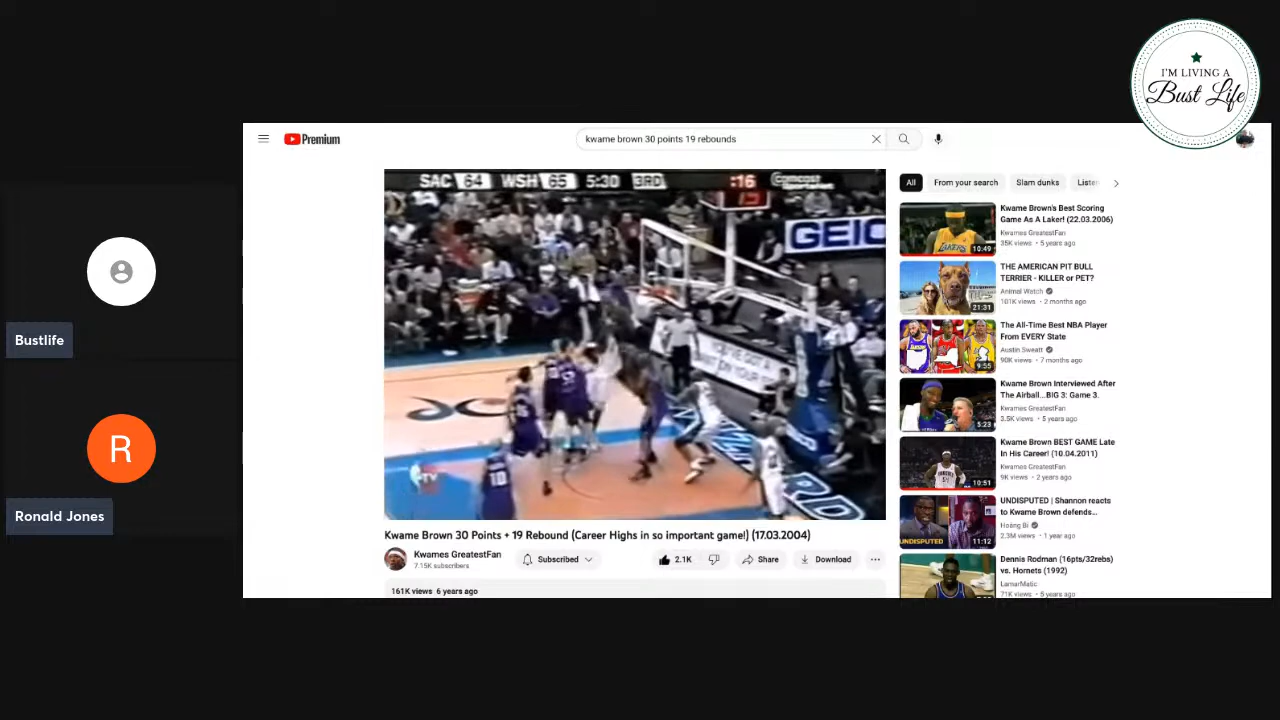 I'M LIVING A
Bust Life
Premium
kwame brown 30 points 19 rebounds
SAC 64 WSH 65 5:30 3RD :16
GEIC
10
All
From your search
Slam dunks
Listen
Kwame Brown's Best Scoring
Game As A Laker! (22.03.2006)
Kwames GreatestFan
35K views • 5 years ago
10:49
THE AMERICAN PIT BULL
TERRIER - KILLER or PET?
Animal Watch
101K views • 2 months ago
21:31
The All-Time Best NBA Player
From EVERY State
Austin Sweatt
90K views • 7 months ago
9:55
Kwame Brown Interviewed After
The Airball...BIG 3: Game 3.
Kwames GreatestFan
3.5K views • 5 years ago
5:23
Kwame Brown BEST GAME Late
In His Career! (10.04.2011)
Kwames GreatestFan
9K views • 2 years ago
10:51
UNDISPUTED | Shannon reacts
to Kwame Brown defends...
Hoàng Bi
2.3M views • 1 year ago
UNDISPUTED
11:12
Dennis Rodman (16pts/32rebs)
vs. Hornets (1992)
LamarMatic
71K views • 5 years ago
Kwame Brown 30 Points + 19 Rebound (Career Highs in so important game!) (17.03.2004)
Kwames GreatestFan
7.15K subscribers
Subscribed
2.1K
Share
Download
161K views 6 years ago
Bustlife
R
Ronald Jones